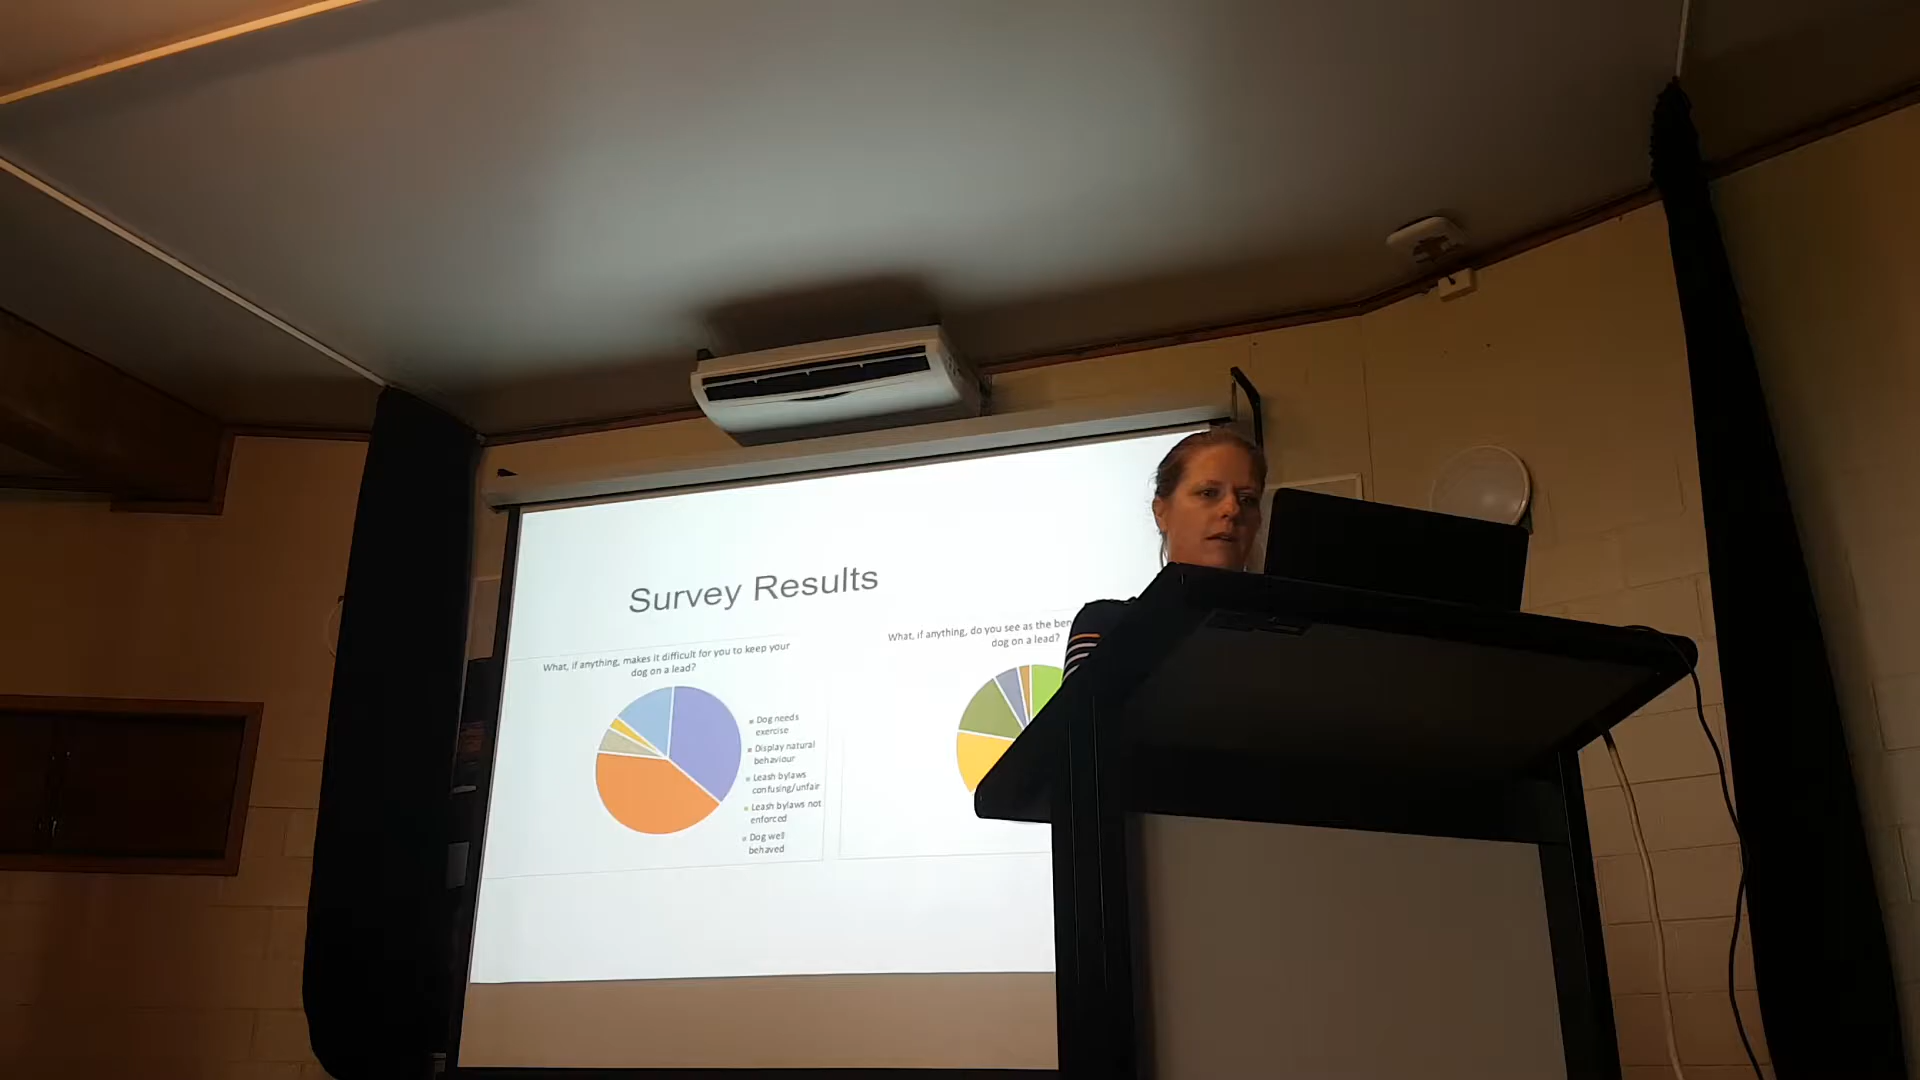 Survey Results
What, if anything, makes it difficult for you to keep your
dog on a lead?
Dog needs
exercise
Display natural
behaviour
Leash bylaws
confusing/unfair
Leash bylaws not
enforced
Dog well
behaved
What, if anything, do you see as the
dog on a lead?